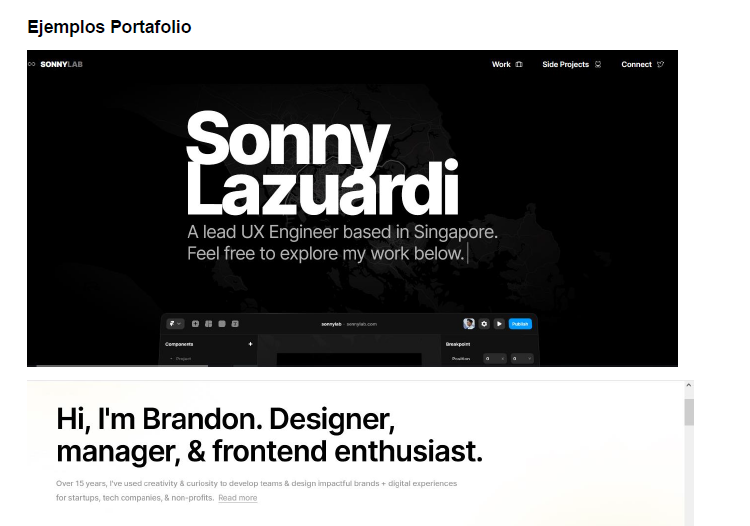 Ejemplos Portafolio
SONNYLAB
Work
Side Projects
Connect
Sonny
Lazuardi
A lead UX Engineer based in Singapore.
Feel free to explore my work below.
sonnylab
sonnylab.com
Publish
Components
+
Breakpoint
Project
Position
0
0
Hi, I'm Brandon. Designer,
manager, & frontend enthusiast.
Over 15 years, I've used creativity & curiosity to develop teams & design impactful brands + digital experiences
for startups, tech companies, & non-profits. Read more